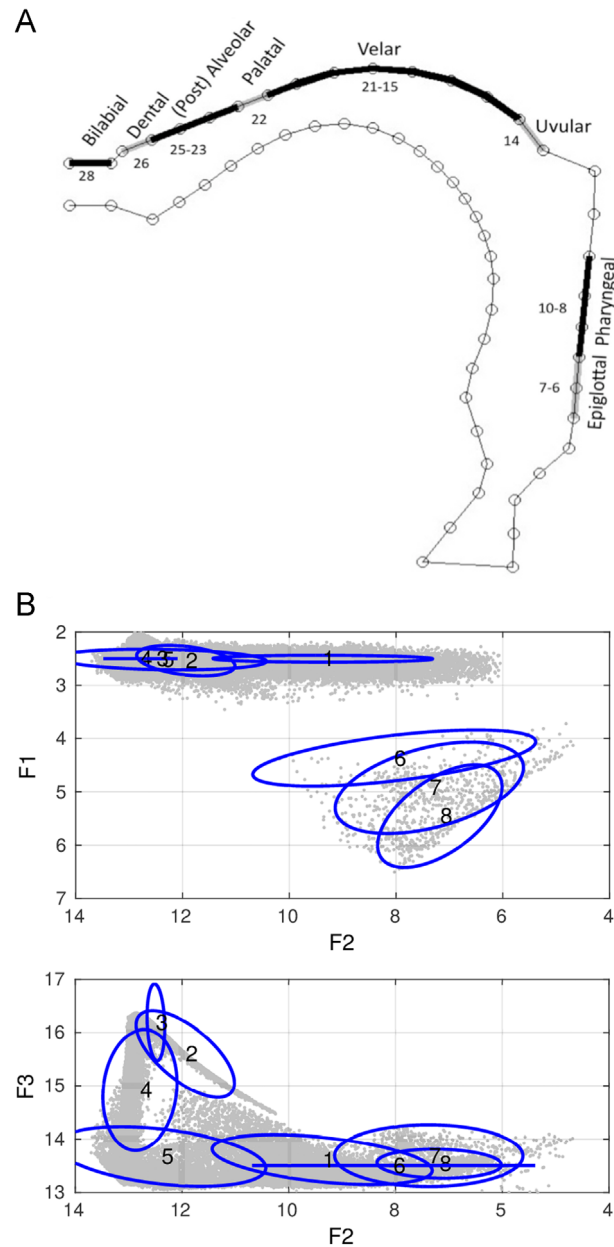 A
Bilabial
Dental
(Post) Alveolar
Palatal
Velar
Uvular
28
26
25-23
22
21-15
14
10-8
7-6
Epiglottal Pharyngeal
B
2
3
4
5
6
7
F1
4 3 5 2 1
6
7
8
14 12 10 8 6 4
F2
17
16
15
14
13
F3
3
2
4
5 1 6 7 8
14 12 10 8 6 4
F2